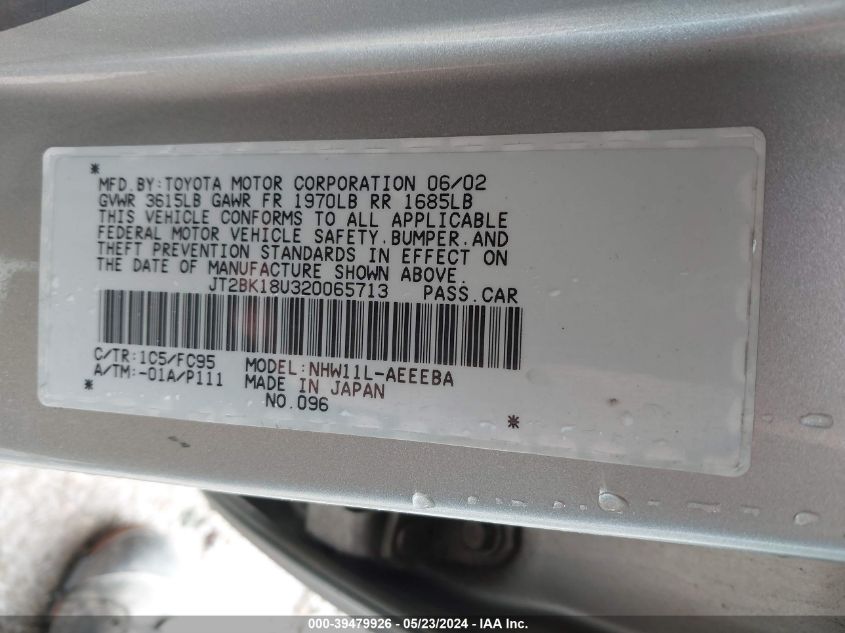 *
MFD.BY:TOYOTA MOTOR CORPORATION 06/02
GVWR 3615LB GAWR FR 1970LB RR 1685LB
THIS VEHICLE CONFORMS TO ALL APPLICABLE
FEDERAL MOTOR VEHICLE SAFETY,BUMPER,AND
THEFT PREVENTION STANDARDS IN EFFECT ON
THE DATE OF MANUFACTURE SHOWN ABOVE.
JT2BK18U320065713 PASS.CAR
C/TR:1C5/FC95 MODEL:NHW11L-AEEEBA
A/TM:-01A/P111 MADE IN JAPAN
* NO.096 *
000-39479926 - 05/23/2024 - IAA Inc.